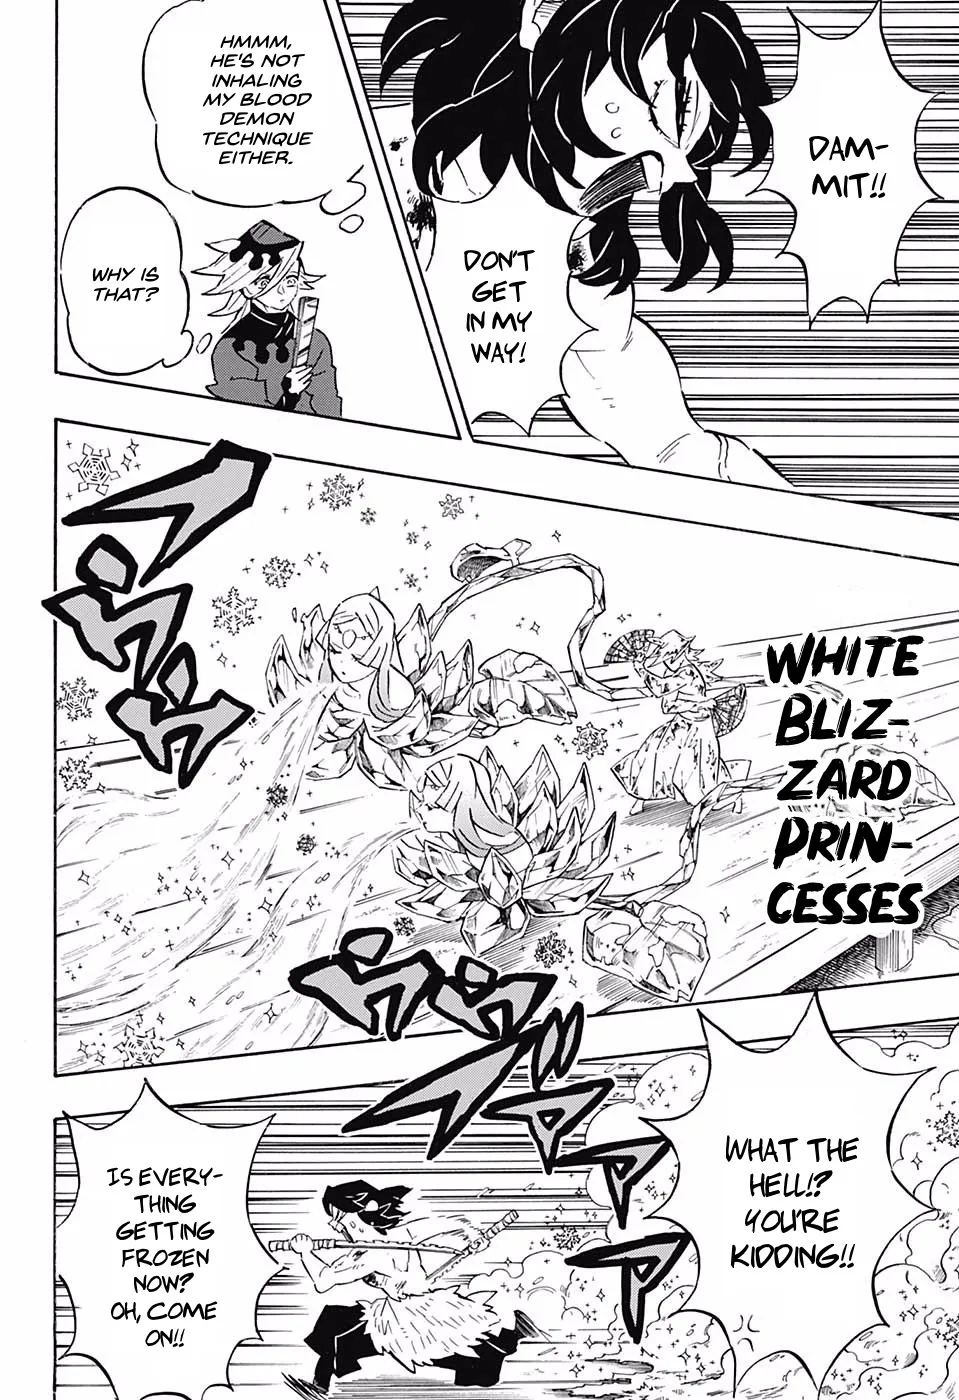 DAM-
MIT!!
DON'T
GET
IN MY
WAY!
HMMM,
HE'S NOT
INHALING
MY BLOOD
DEMON
TECHNIQUE
EITHER.
WHY IS
THAT?
WHITE
BLIZ-
ZARD
PRIN-
CESSES
WHAT THE
HELL!?
YOU'RE
KIDDING!!
IS EVERY-
THING
GETTING
FROZEN
NOW?
OH, COME
ON!!